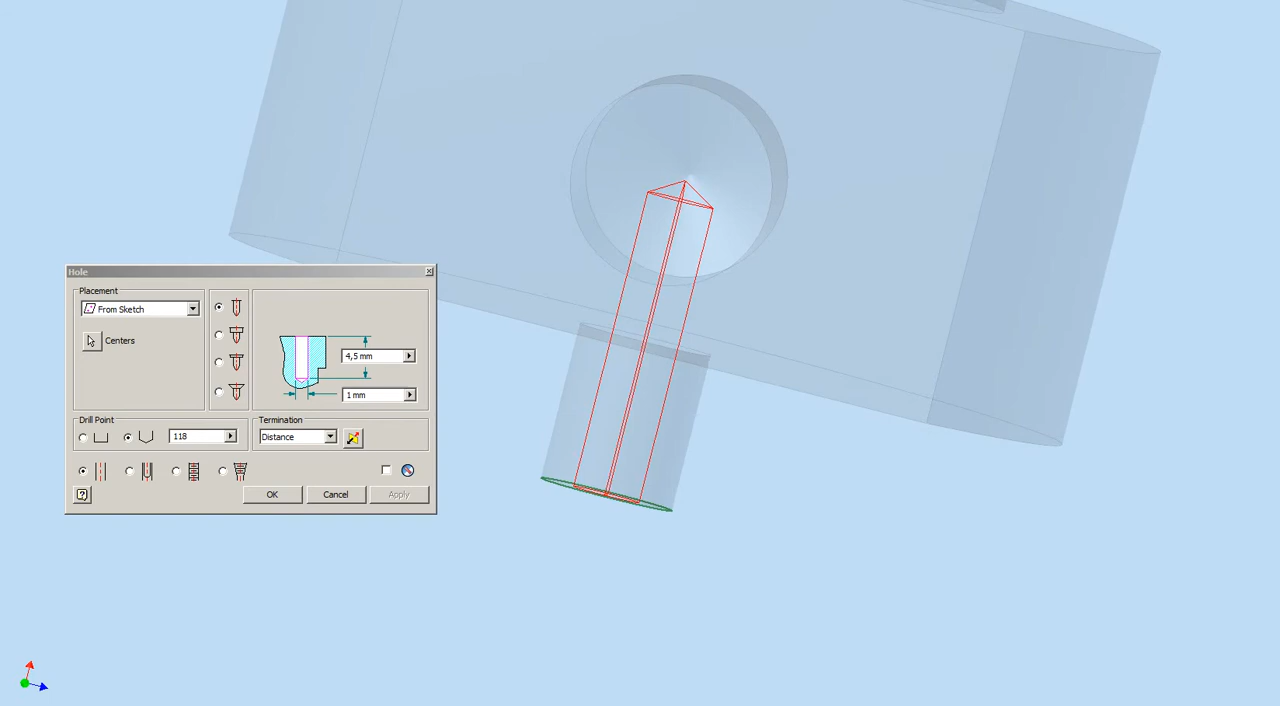 Hole
Placement
From Sketch
Centers
4,5 mm
1 mm
Drill Point
118
Termination
Distance
?
OK
Cancel
Apply